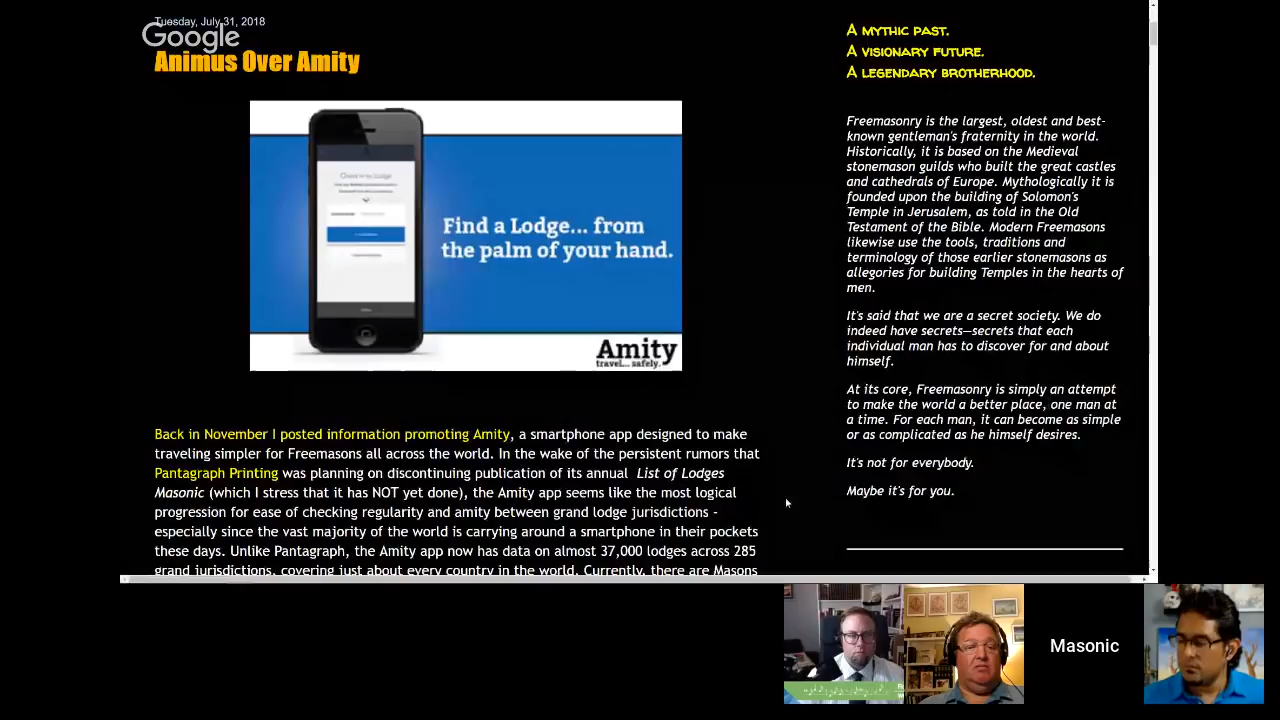 Tuesday, July 31, 2018
Google
Animus Over Amity
Find a Lodge... from
the palm of your hand.
Amity
travel... safely.
Back in November I posted information promoting Amity, a smartphone app designed to make
traveling simpler for Freemasons all across the world. In the wake of the persistent rumors that
Pantagraph Printing was planning on discontinuing publication of its annual List of Lodges
Masonic (which I stress that it has NOT yet done), the Amity app seems like the most logical
progression for ease of checking regularity and amity between grand lodge jurisdictions -
especially since the vast majority of the world is carrying around a smartphone in their pockets
these days. Unlike Pantagraph, the Amity app now has data on almost 37,000 lodges across 285
grand jurisdictions, covering just about every country in the world. Currently, there are Masons
A MYTHIC PAST.
A VISIONARY FUTURE.
A LEGENDARY BROTHERHOOD.
Freemasonry is the largest, oldest and best-
known gentleman's fraternity in the world.
Historically, it is based on the Medieval
stonemason guilds who built the great castles
and cathedrals of Europe. Mythologically it is
founded upon the building of Solomon's
Temple in Jerusalem, as told in the Old
Testament of the Bible. Modern Freemasons
likewise use the tools, traditions and
terminology of those earlier stonemasons as
allegories for building Temples in the hearts of
men.
It's said that we are a secret society. We do
indeed have secrets—secrets that each
individual man has to discover for and about
himself.
At its core, Freemasonry is simply an attempt
to make the world a better place, one man at
a time. For each man, it can become as simple
or as complicated as he himself desires.
It's not for everybody.
Maybe it's for you.
Masonic